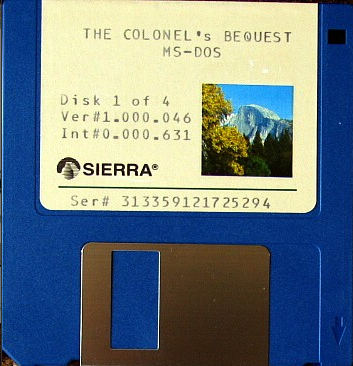 THE COLONEL's BEQUEST
MS-DOS
Disk 1 of 4
Ver#1.000.046
Int#0.000.631
SIERRA®
Ser# 313359121725294